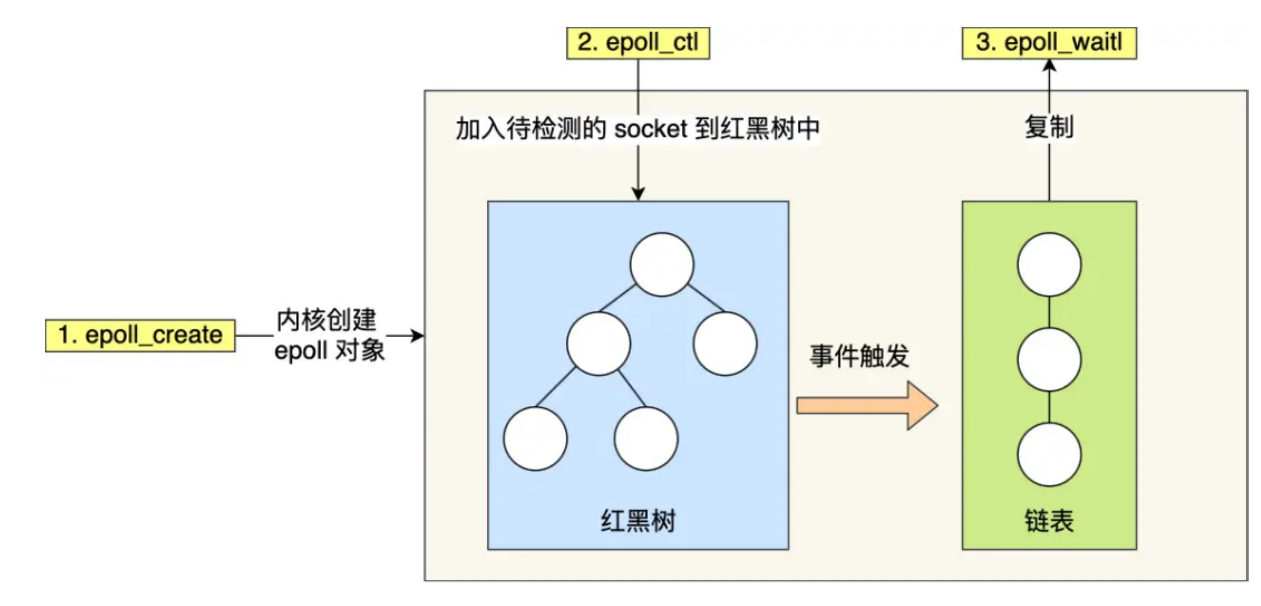 2. epoll_ctl
3. epoll_waitl
加入待检测的 socket 到红黑树中
复制
1. epoll_create
内核创建
epoll 对象
事件触发
红黑树
链表